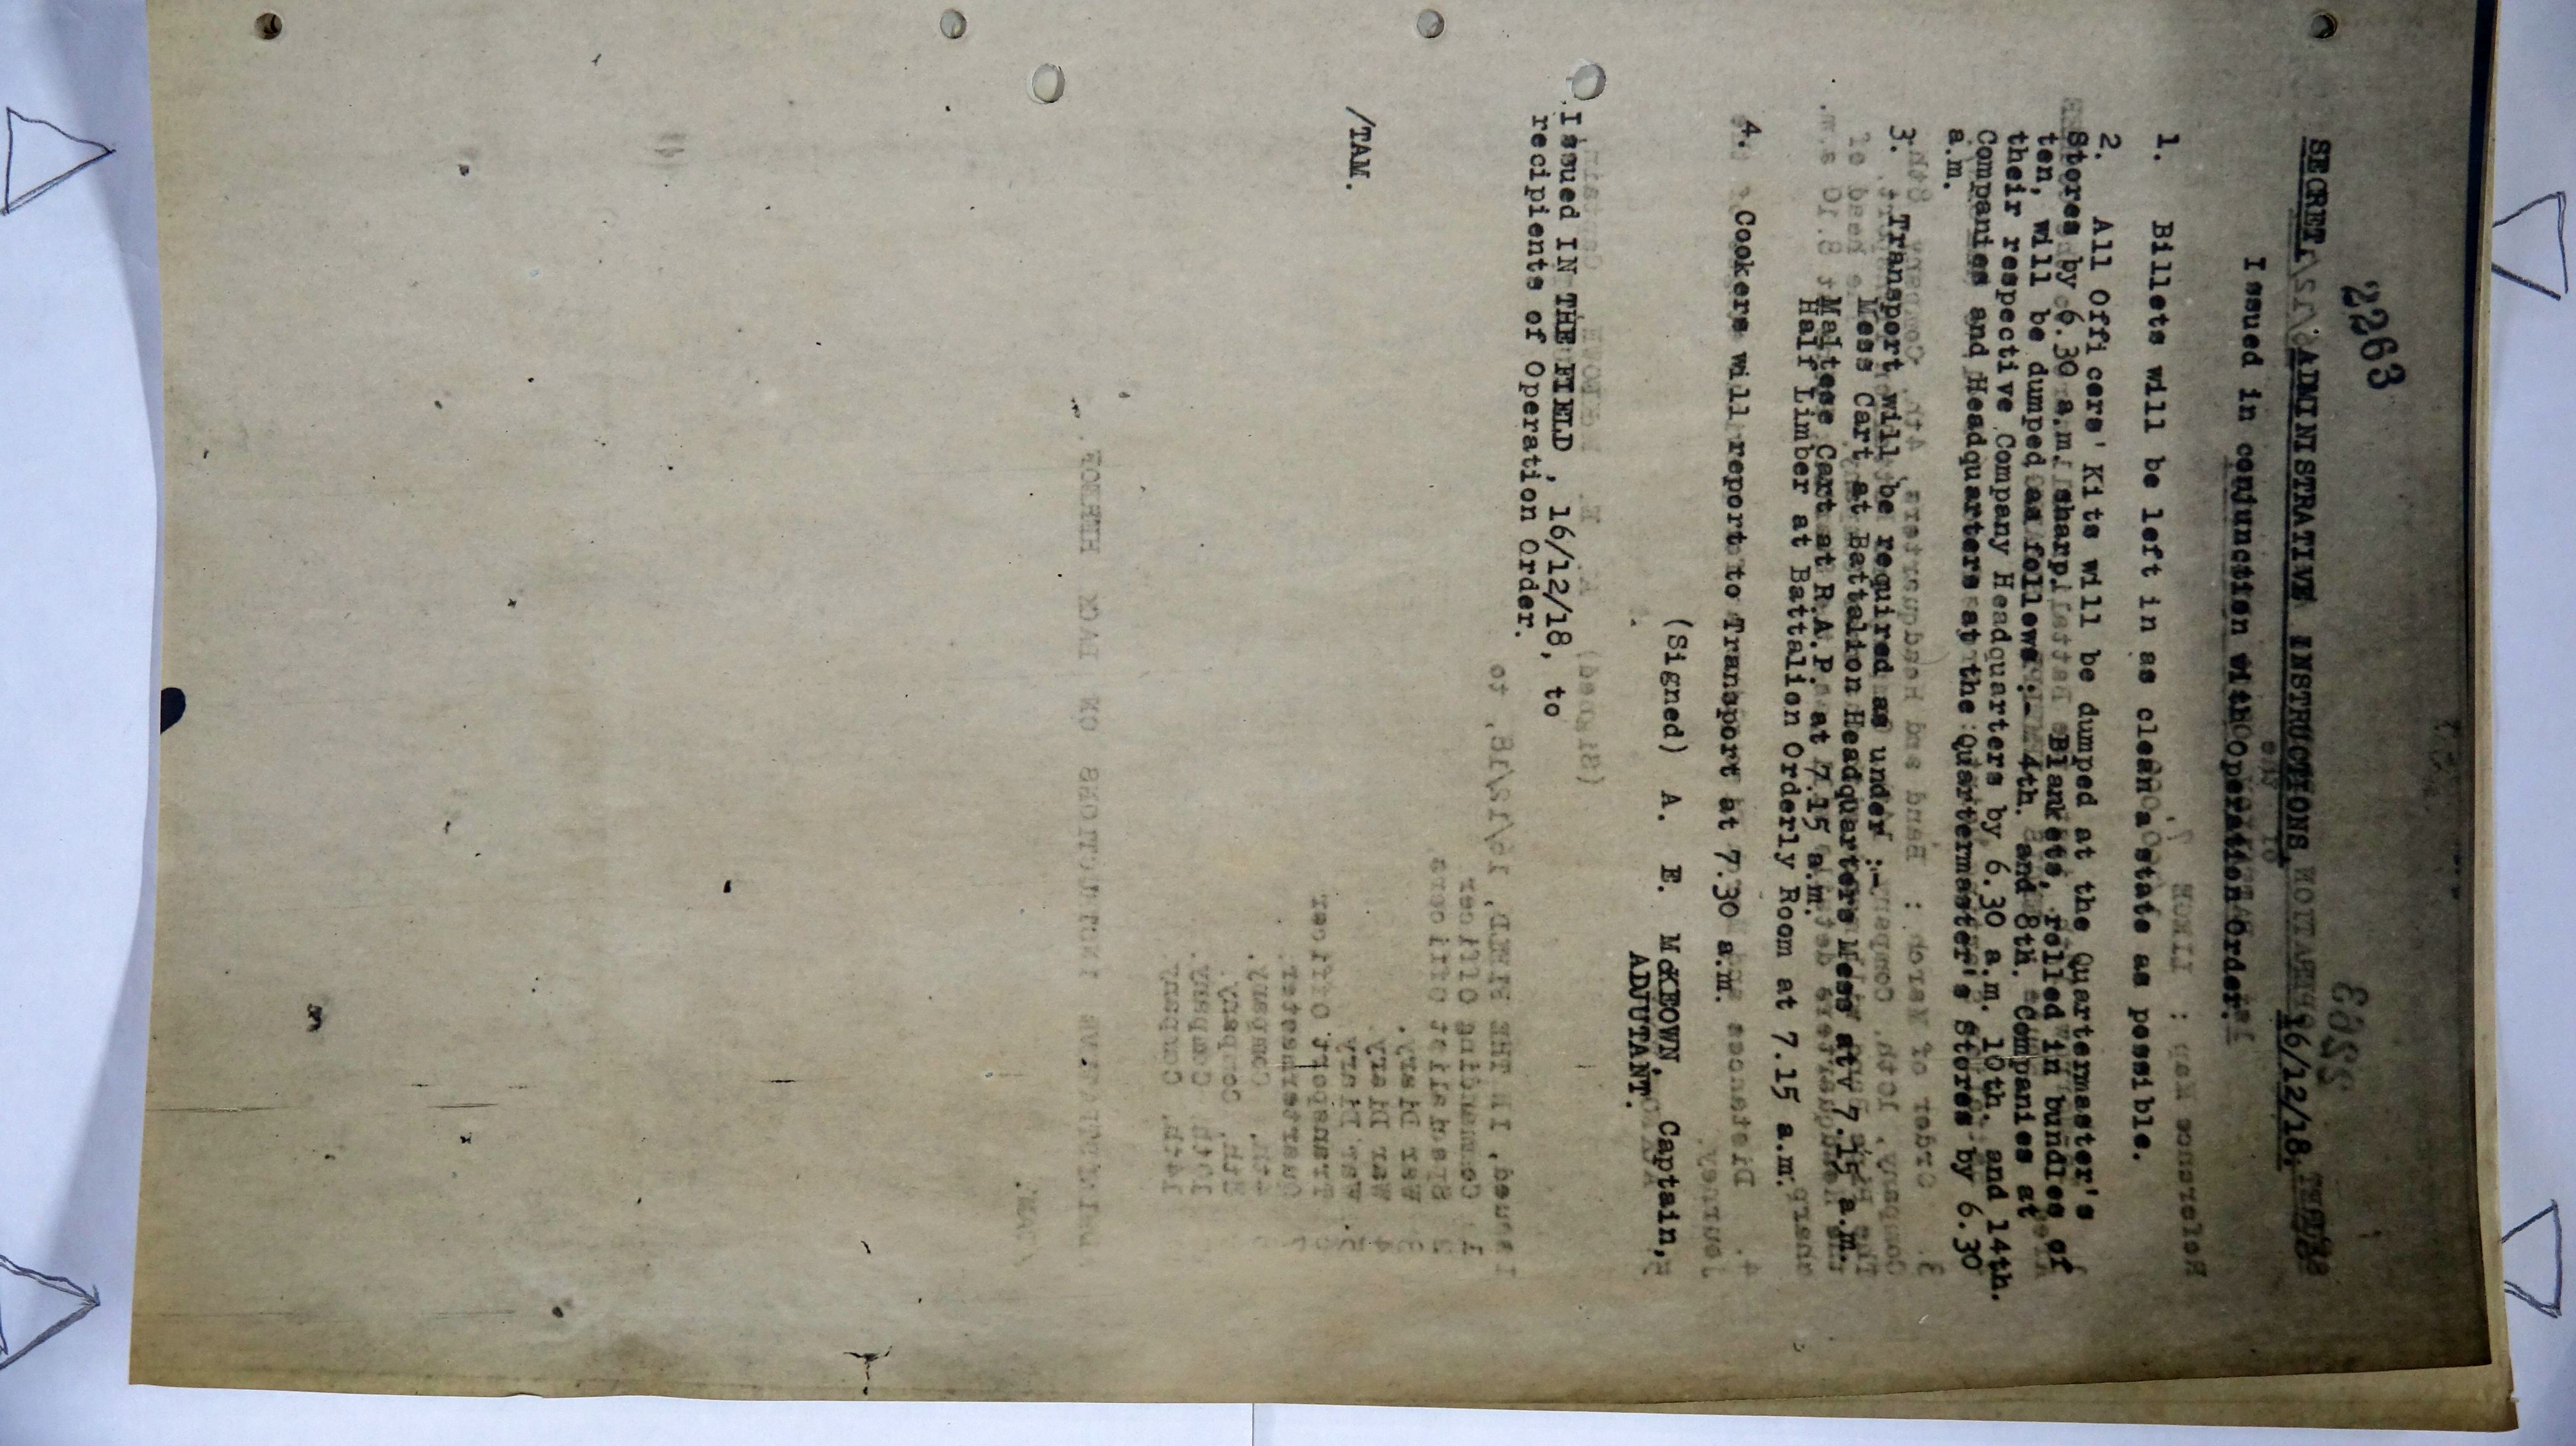 2263
SECRET. ADMINISTRATIVE INSTRUCTIONS. 16/12/18.
Issued in conjunction with Operation Order.
1. Billets will be left in as clean a state as possible.
2. All Officers' Kits will be dumped at the Quartermaster's
Stores by 6.30 a.m. sharp. Blankets, rolled in bundles of
ten, will be dumped as follows :- 4th. and 8th. Companies at
their respective Company Headquarters by 6.30 a.m. 10th. and 14th.
Companies and Headquarters at the Quartermaster's Stores by 6.30
a.m.
3. Transport will be required as under :-
Mess Cart at Battalion Headquarters Mess at 7.15 a.m.
Maltese Cart at R.A.P. at 7.15 a.m.
Half Limber at Battalion Orderly Room at 7.15 a.m.
4. Cookers will report to Transport at 7.30 a.m.
(Signed) A. E. McKEOWN, Captain,
ADJUTANT.
Issued IN THE FIELD , 16/12/18, to
recipients of Operation Order.
/TAM.